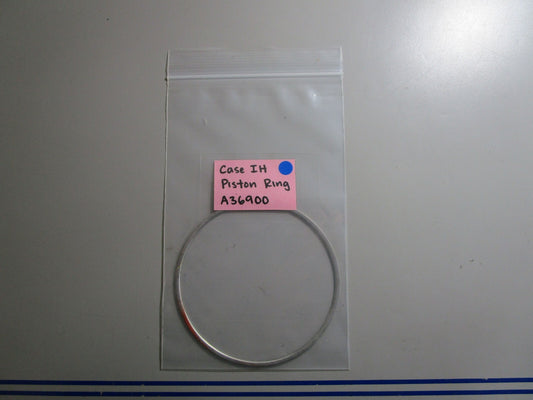 Case IH
Piston Ring
A36900